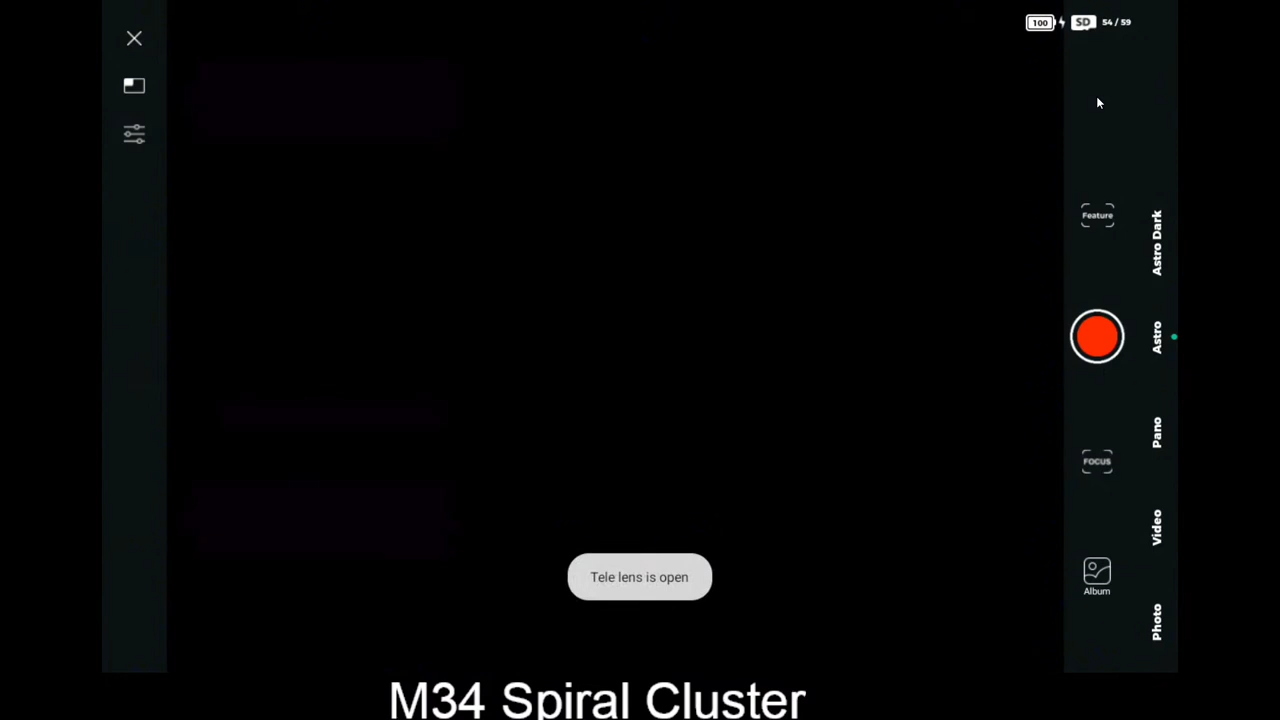 100 SD 54 / 59
Feature
FOCUS
Album
Astro Dark
Astro
Pano
Video
Photo
Tele lens is open
M34 Spiral Cluster